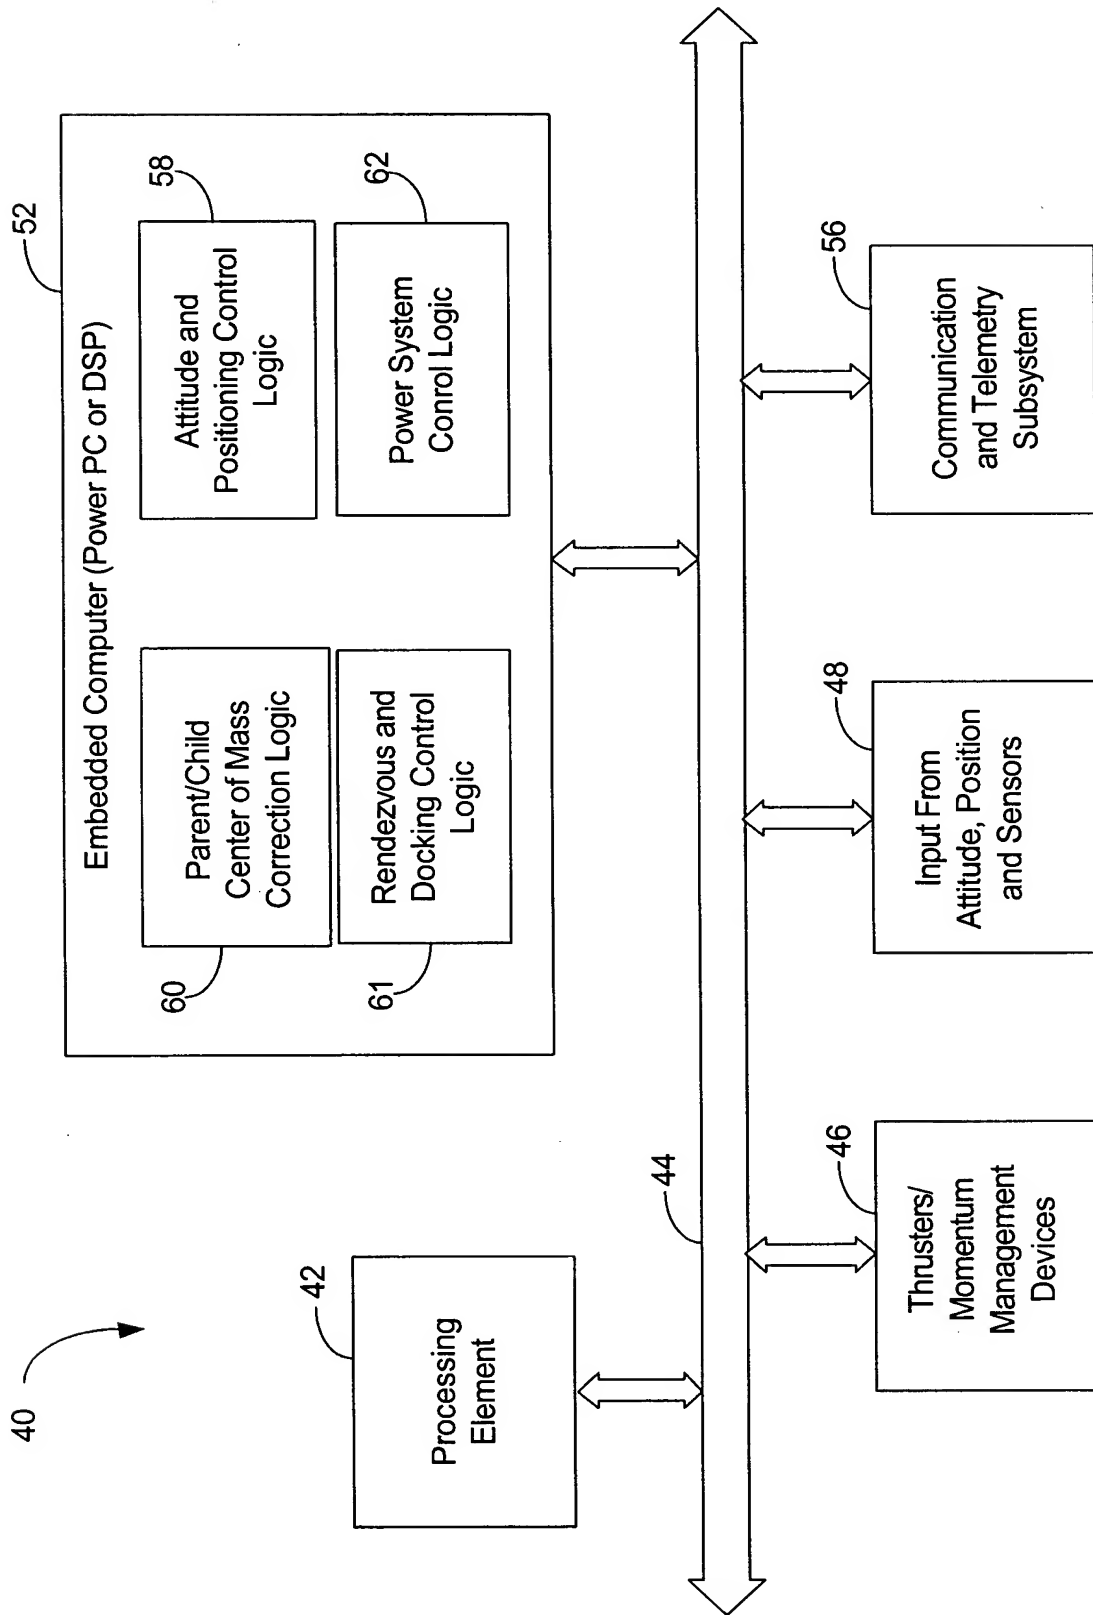 40
42
Processing
Element
52
Embedded Computer (Power PC or DSP)
60
Parent/Child
Center of Mass
Correction Logic
58
Attitude and
Positioning Control
Logic
61
Rendezvous and
Docking Control
Logic
62
Power System
Conrol Logic
44
46
Thrusters/
Momentum
Management
Devices
48
Input From
Attitude, Position
and Sensors
56
Communication
and Telemetry
Subsystem